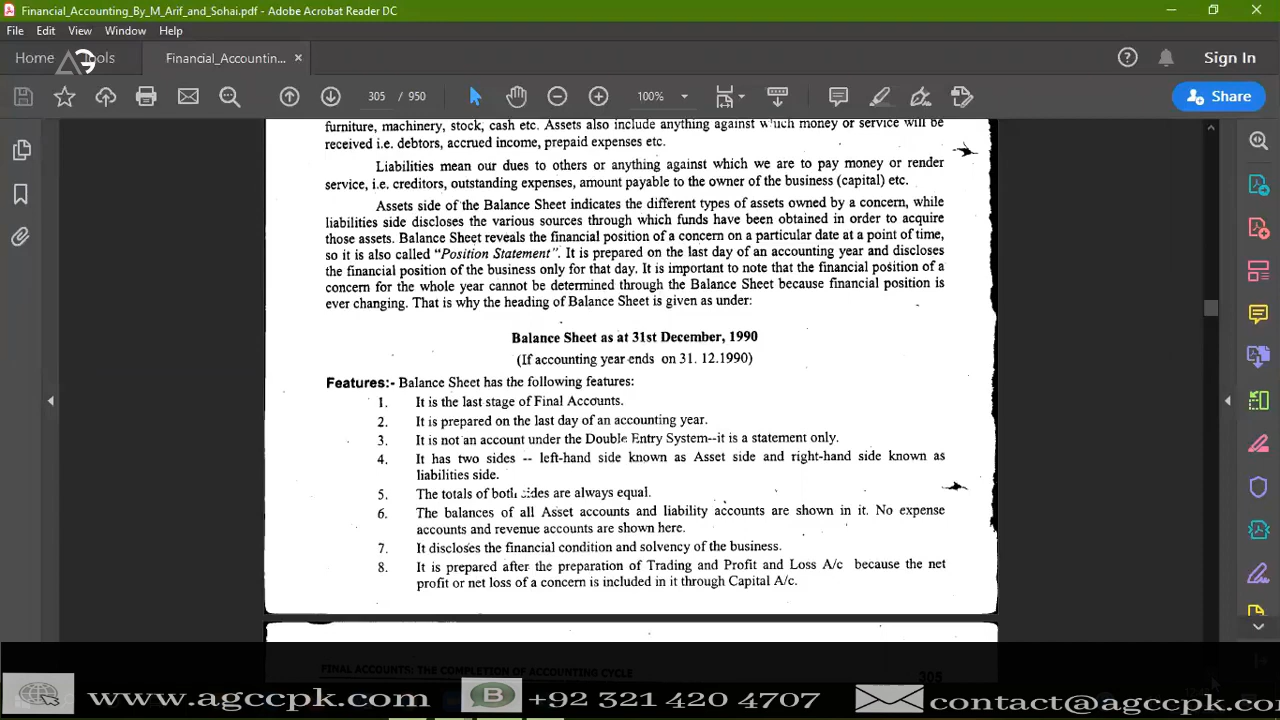 Financial_Accounting_By_M_Arif_and_Sohai.pdf - Adobe Acrobat Reader DC
File Edit View Window Help
Home Tools Financial_Accountin... ×
305 / 950 100% Share
Sign In
furniture, machinery, stock, cash etc. Assets also include anything against which money or service will be
received i.e. debtors, accrued income, prepaid expenses etc.
Liabilities mean our dues to others or anything against which we are to pay money or render
service, i.e. creditors, outstanding expenses, amount payable to the owner of the business (capital) etc.
Assets side of the Balance Sheet indicates the different types of assets owned by a concern, while
liabilities side discloses the various sources through which funds have been obtained in order to acquire
those assets. Balance Sheet reveals the financial position of a concern on a particular date at a point of time,
so it is also called "Position Statement". It is prepared on the last day of an accounting year and discloses
the financial position of the business only for that day. It is important to note that the financial position of a
concern for the whole year cannot be determined through the Balance Sheet because financial position is
ever changing. That is why the heading of Balance Sheet is given as under:
Balance Sheet as at 31st December, 1990
(If accounting year ends on 31. 12.1990)
Features:- Balance Sheet has the following features:
1. It is the last stage of Final Accounts.
2. It is prepared on the last day of an accounting year.
3. It is not an account under the Double Entry System--it is a statement only.
4. It has two sides -- left-hand side known as Asset side and right-hand side known as
liabilities side.
5. The totals of both sides are always equal.
6. The balances of all Asset accounts and liability accounts are shown in it. No expense
accounts and revenue accounts are shown here.
7. It discloses the financial condition and solvency of the business.
8. It is prepared after the preparation of Trading and Profit and Loss A/c because the net
profit or net loss of a concern is included in it through Capital A/c.
FINAL ACCOUNTS: THE COMPLETION OF ACCOUNTING CYCLE 305
www.agccpk.com B +92 321 420 4707 contact@agccpk.co